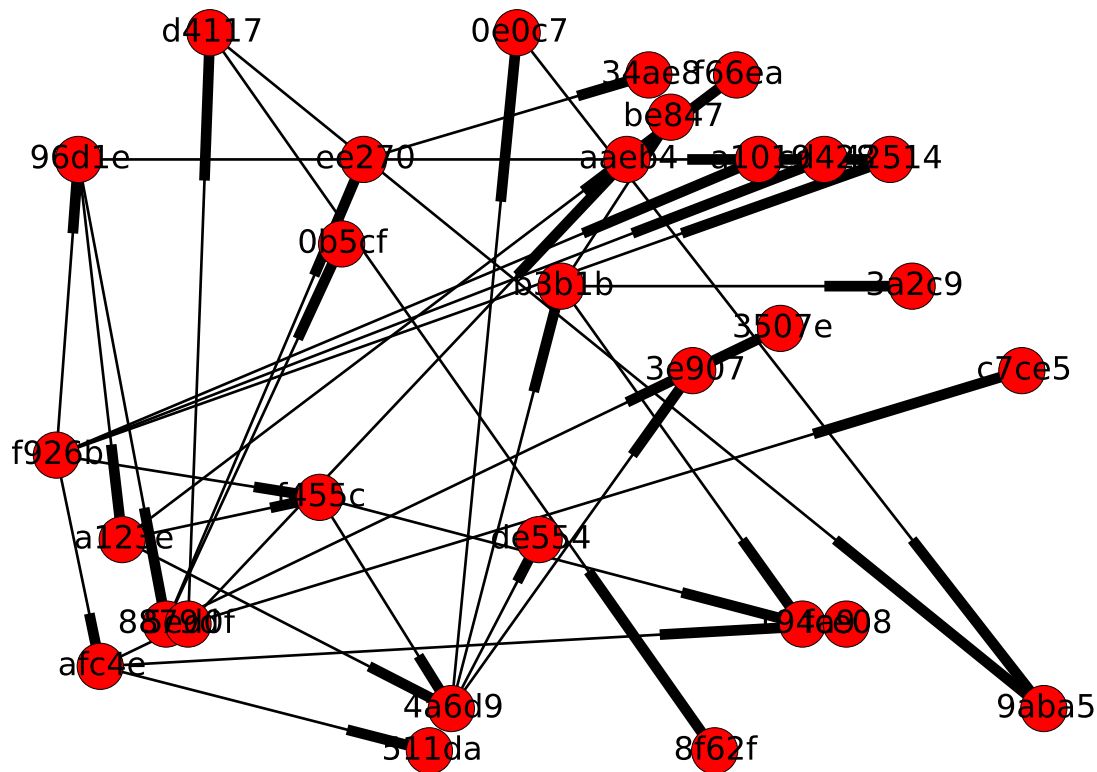 d4117
0e0c7
34ae8
f66ea
be847
96d1e
ee270
aaeb4
42514
0b5cf
b3b1b
3a2c9
3507e
3e907
c7ce5
f926b
f455c
a123e
de554
afc4e
4a6d9
9aba5
511da
8f62f